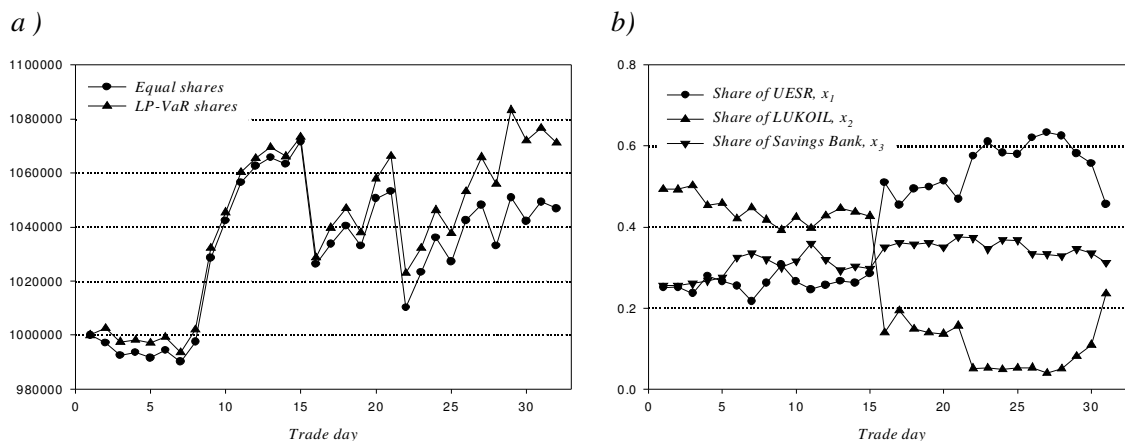 a )
b)
1100000
1080000
1060000
1040000
1020000
1000000
980000
Equal shares
LP-VaR shares
0 5 10 15 20 25 30
Trade day
0.8
0.6
0.4
0.2
0.0
Share of UESR, x1
Share of LUKOIL, x2
Share of Savings Bank, x3
0 5 10 15 20 25 30
Trade day